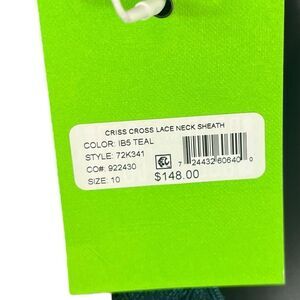 CRISS CROSS LACE NECK SHEATH
COLOR: IB5 TEAL
STYLE: 72K341
CO#: 922430
SIZE: 10
7 24432 60640 0
$148.00